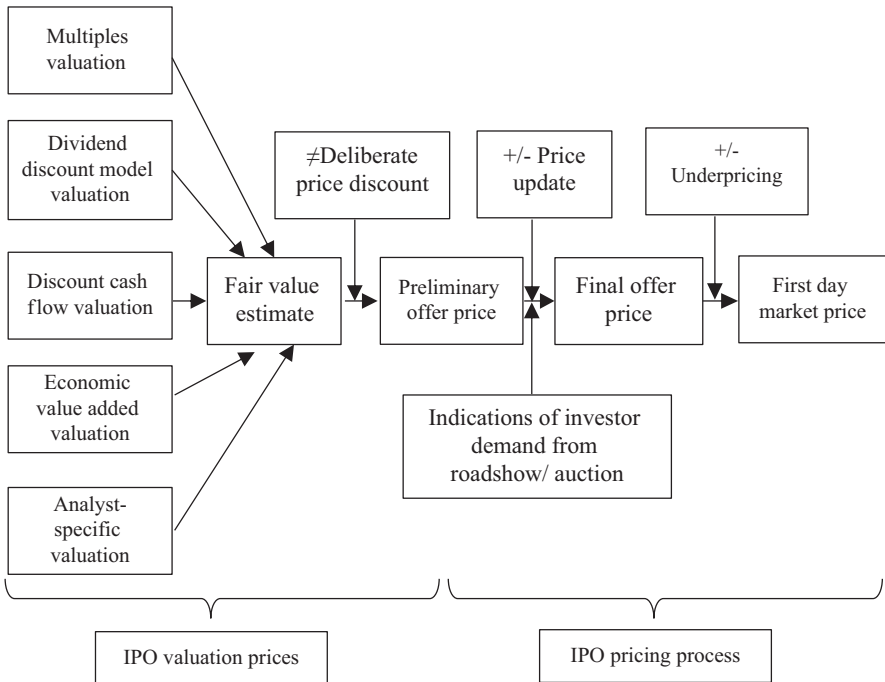 Multiples
valuation
Dividend
discount model
valuation
Discount cash
flow valuation
Economic
value added
valuation
Analyst-
specific
valuation
Fair value
estimate
≠Deliberate
price discount
Preliminary
offer price
+/- Price
update
Indications of investor
demand from
roadshow/ auction
Final offer
price
+/-
Underpricing
First day
market price
IPO valuation prices
IPO pricing process